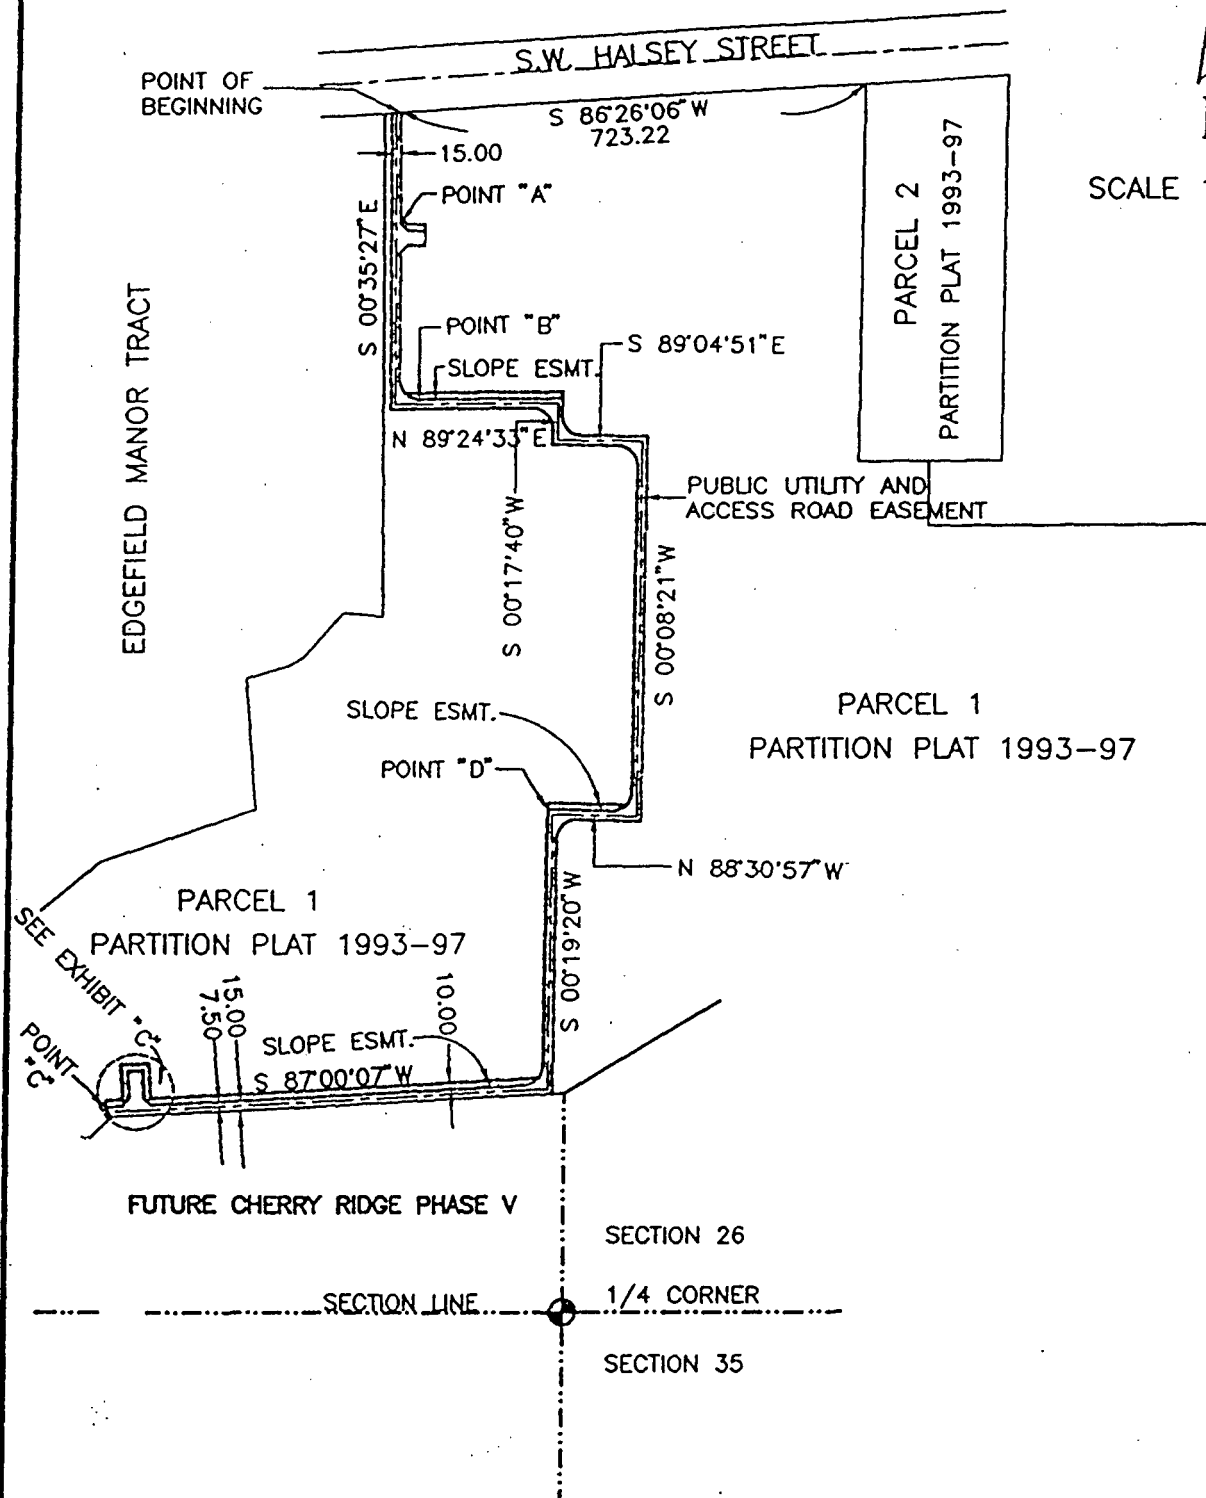 S.W. HALSEY STREET
POINT OF
BEGINNING
S 86°26'06" W
723.22
15.00
POINT "A"
SCALE
S 00°35'27" E
PARCEL 2
PARTITION PLAT 1993-97
EDGEFIELD MANOR TRACT
POINT "B"
S 89°04'51" E
SLOPE ESMT.
N 89°24'33" E
PUBLIC UTILITY AND
ACCESS ROAD EASEMENT
S 00°17'40" W
S 00°08'21" W
SLOPE ESMT.
PARCEL 1
PARTITION PLAT 1993-97
POINT "D"
N 88°30'57" W
PARCEL 1
PARTITION PLAT 1993-97
S 00°19'20" W
SEE EXHIBIT "C"
POINT
"C"
7.50
15.00
10.00
SLOPE ESMT.
S 87°00'07" W
FUTURE CHERRY RIDGE PHASE V
SECTION 26
SECTION LINE
1/4 CORNER
SECTION 35